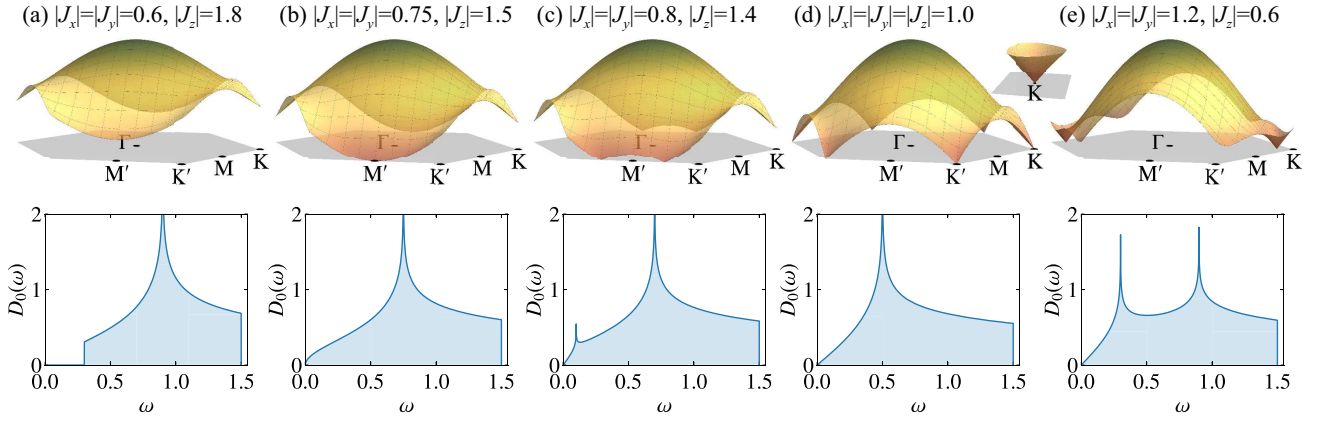 (a) |Jx|=|Jy|=0.6, |Jz|=1.8
(b) |Jx|=|Jy|=0.75, |Jz|=1.5
(c) |Jx|=|Jy|=0.8, |Jz|=1.4
(d) |Jx|=|Jy|=|Jz|=1.0
(e) |Jx|=|Jy|=1.2, |Jz|=0.6
Γ
M′
K′
M
K
Γ
M′
K′
M
K
Γ
M′
K′
M
K
Γ
M′
K′
M
K
K
Γ
M′
K′
M
K
D0(ω)
2
1
0
0.0 0.5 1.0 1.5
ω
D0(ω)
2
1
0
0.0 0.5 1.0 1.5
ω
D0(ω)
2
1
0
0.0 0.5 1.0 1.5
ω
D0(ω)
2
1
0
0.0 0.5 1.0 1.5
ω
D0(ω)
2
1
0
0.0 0.5 1.0 1.5
ω